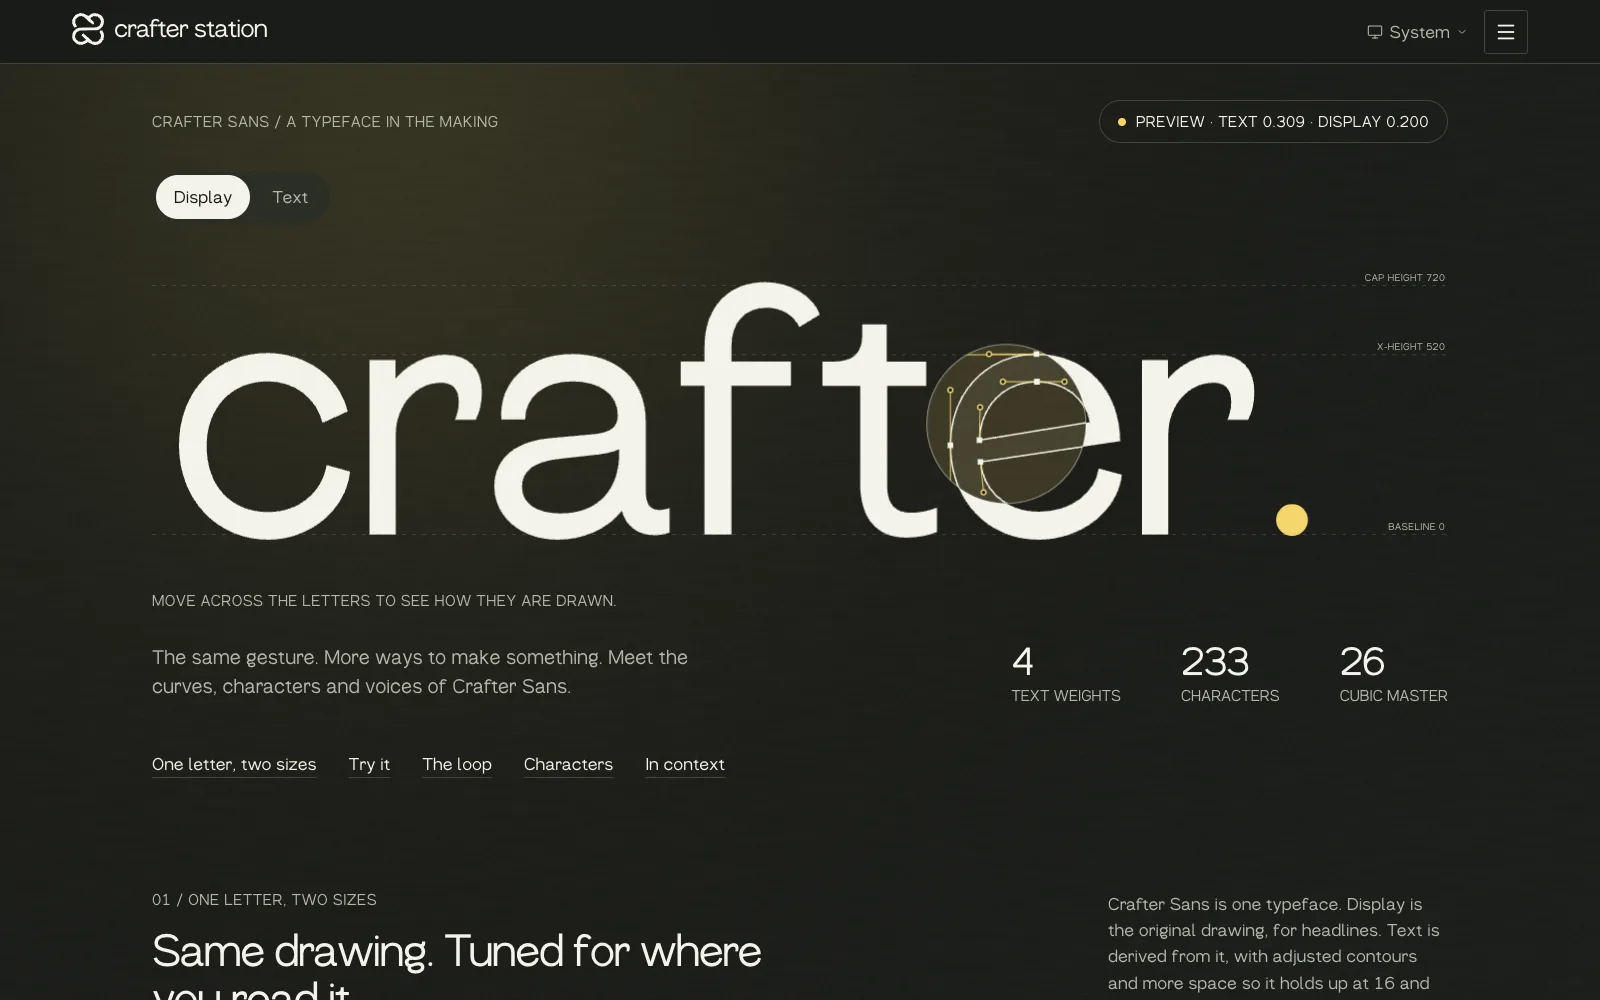 crafter station
System
CRAFTER SANS / A TYPEFACE IN THE MAKING
PREVIEW · TEXT 0.309 · DISPLAY 0.200
Display
Text
CAP HEIGHT 720
X-HEIGHT 520
crafter.
BASELINE 0
MOVE ACROSS THE LETTERS TO SEE HOW THEY ARE DRAWN.
The same gesture. More ways to make something. Meet the
curves, characters and voices of Crafter Sans.
4
TEXT WEIGHTS
233
CHARACTERS
26
CUBIC MASTER
One letter, two sizes
Try it
The loop
Characters
In context
01 / ONE LETTER, TWO SIZES
Same drawing. Tuned for where
you read it.
Crafter Sans is one typeface. Display is
the original drawing, for headlines. Text is
derived from it, with adjusted contours
and more space so it holds up at 16 and